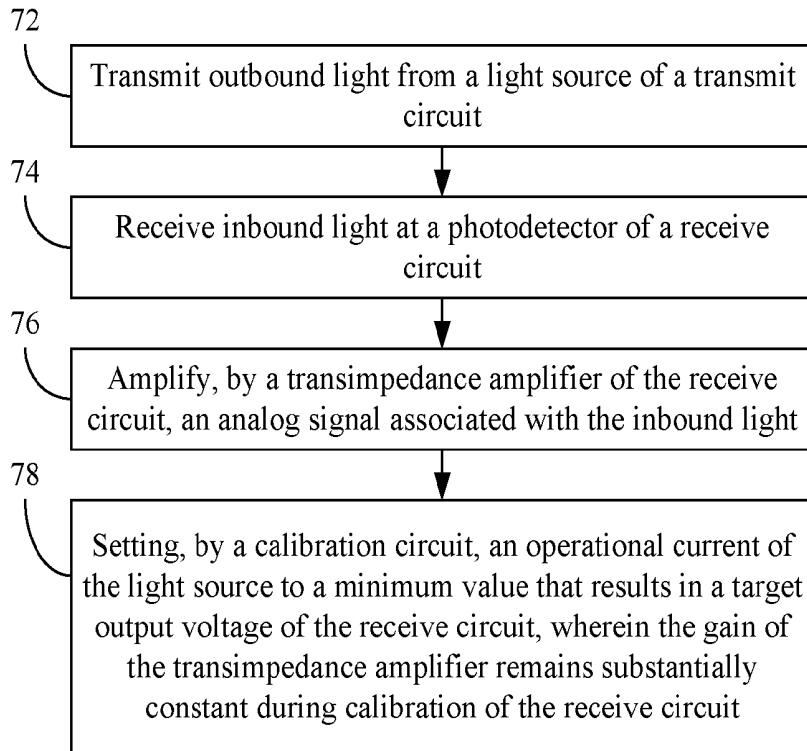 72
Transmit outbound light from a light source of a transmit
circuit
74
Receive inbound light at a photodetector of a receive
circuit
76
Amplify, by a transimpedance amplifier of the receive
circuit, an analog signal associated with the inbound light
78
Setting, by a calibration circuit, an operational current of
the light source to a minimum value that results in a target
output voltage of the receive circuit, wherein the gain of
the transimpedance amplifier remains substantially
constant during calibration of the receive circuit